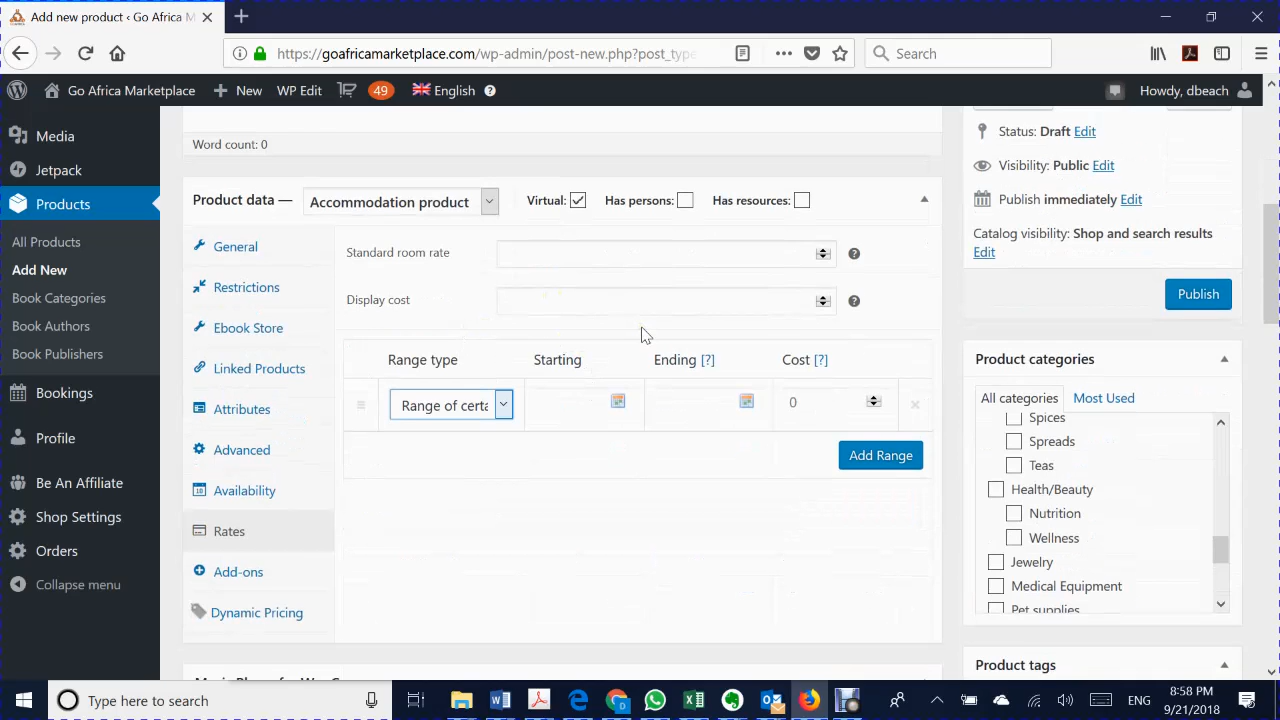 Add new product ‹ Go Africa M
https://goafricamarketplace.com/wp-admin/post-new.php?post_type
Search
Go Africa Marketplace
New
WP Edit
49
English
Howdy, dbeach
Media
Jetpack
Products
All Products
Add New
Book Categories
Book Authors
Book Publishers
Bookings
Profile
Be An Affiliate
Shop Settings
Orders
Collapse menu
Word count: 0
Product data — Accommodation product Virtual: Has persons: Has resources:
General
Restrictions
Ebook Store
Linked Products
Attributes
Advanced
Availability
Rates
Add-ons
Dynamic Pricing
Standard room rate
Display cost
Range type Starting Ending [?] Cost [?]
Range of certa 0
Add Range
Status: Draft Edit
Visibility: Public Edit
Publish immediately Edit
Catalog visibility: Shop and search results
Edit
Publish
Product categories
All categories Most Used
Spices
Spreads
Teas
Health/Beauty
Nutrition
Wellness
Jewelry
Medical Equipment
Pet supplies
Product tags
Type here to search
ENG
8:58 PM
9/21/2018